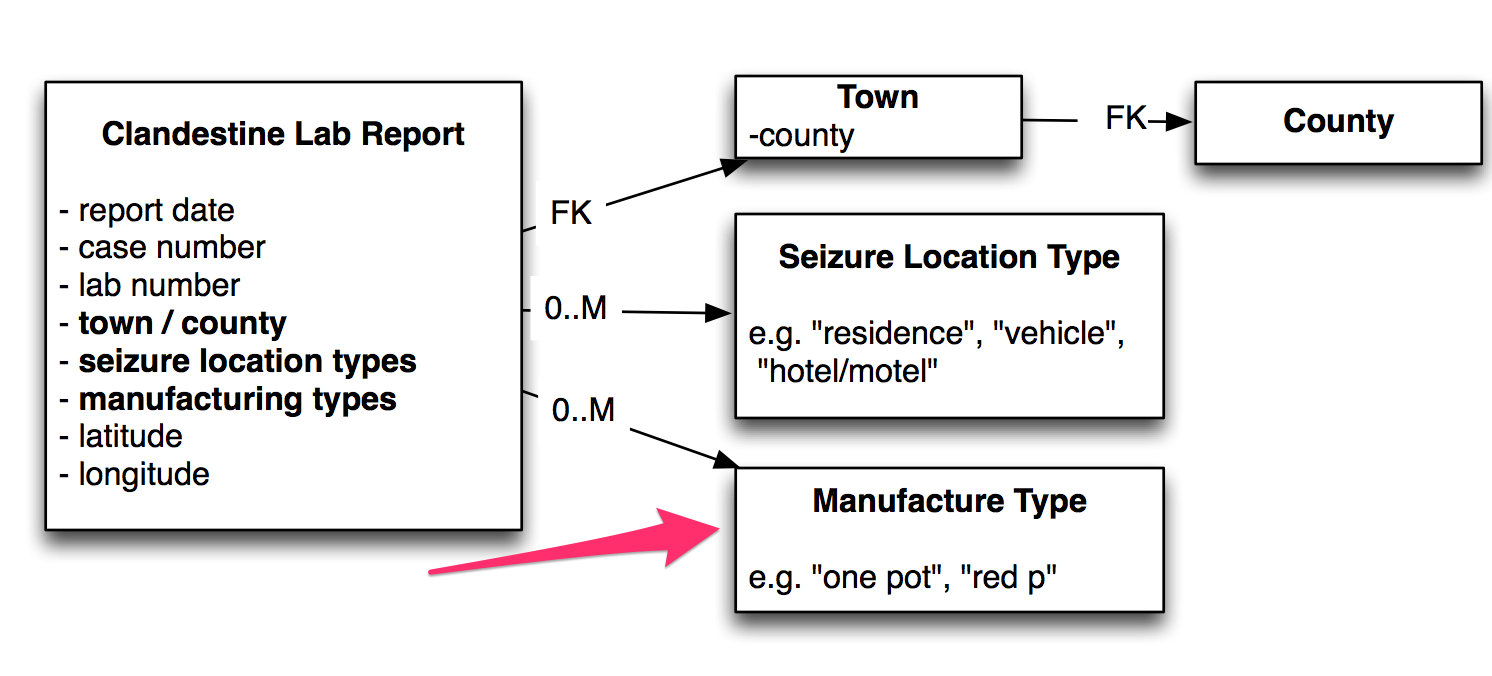 Clandestine Lab Report
- report date
- case number
- lab number
- town / county
- seizure location types
- manufacturing types
- latitude
- longitude
FK
0..M
0..M
Town
-county
FK
County
Seizure Location Type
e.g. "residence", "vehicle",
"hotel/motel"
Manufacture Type
e.g. "one pot", "red p"